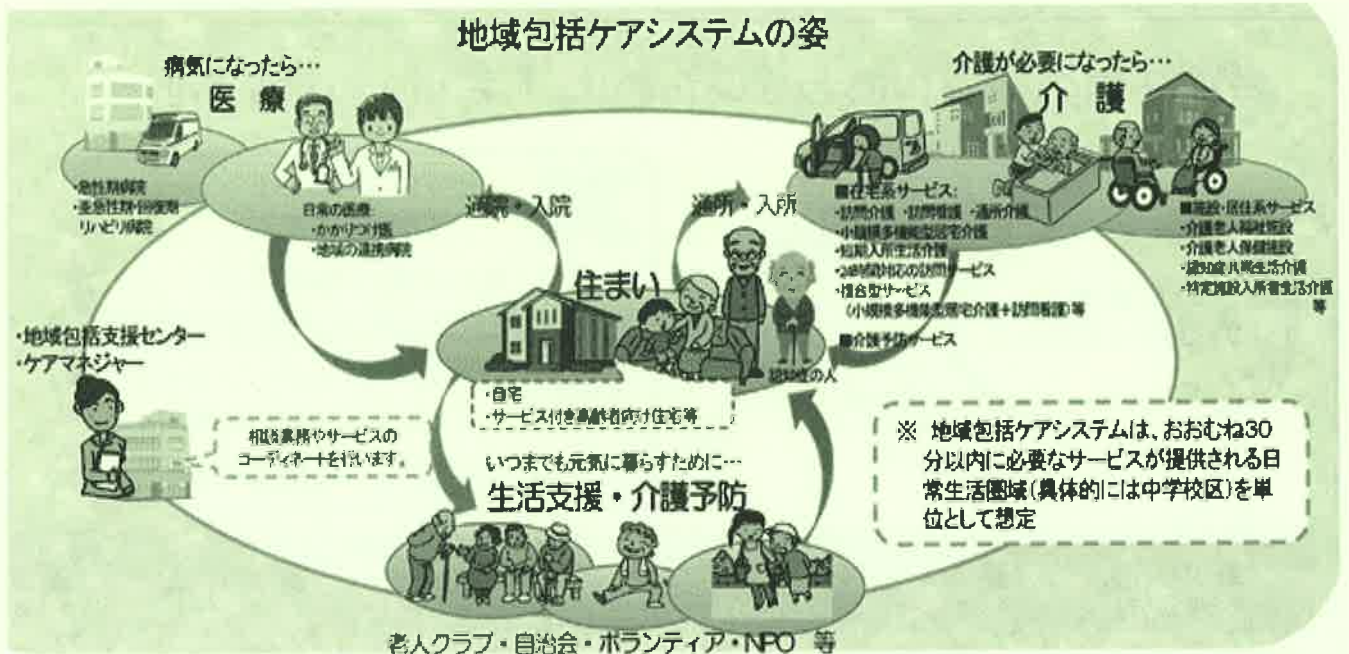 地域包括ケアシステムの姿
病気になったら…
医 療
・急性期病院
・亜急性期・回復期
リハビリ病院
日常の医療:
・かかりつけ医
・地域の連携病院
通院・入院
通所・入所
介護が必要になったら…
介 護
■在宅系サービス:
・訪問介護 ・訪問看護 ・通所介護
・小規模多機能型居宅介護
・短期入所生活介護
・24時間対応の訪問サービス
・複合型サービス
(小規模多機能型居宅介護+訪問看護)等
■介護予防サービス
■施設・居住系サービス
・介護老人福祉施設
・介護老人保健施設
・認知症共同生活介護
・特定施設入所者生活介護
等
住まい
認知症の人
・自宅
・サービス付き高齢者向け住宅等
・地域包括支援センター
・ケアマネジャー
相談業務やサービスの
コーディネートを行います。
いつまでも元気に暮らすために…
生活支援・介護予防
老人クラブ・自治会・ボランティア・NPO 等
※ 地域包括ケアシステムは、おおむね30
分以内に必要なサービスが提供される日
常生活圏域(具体的には中学校区)を単
位として想定